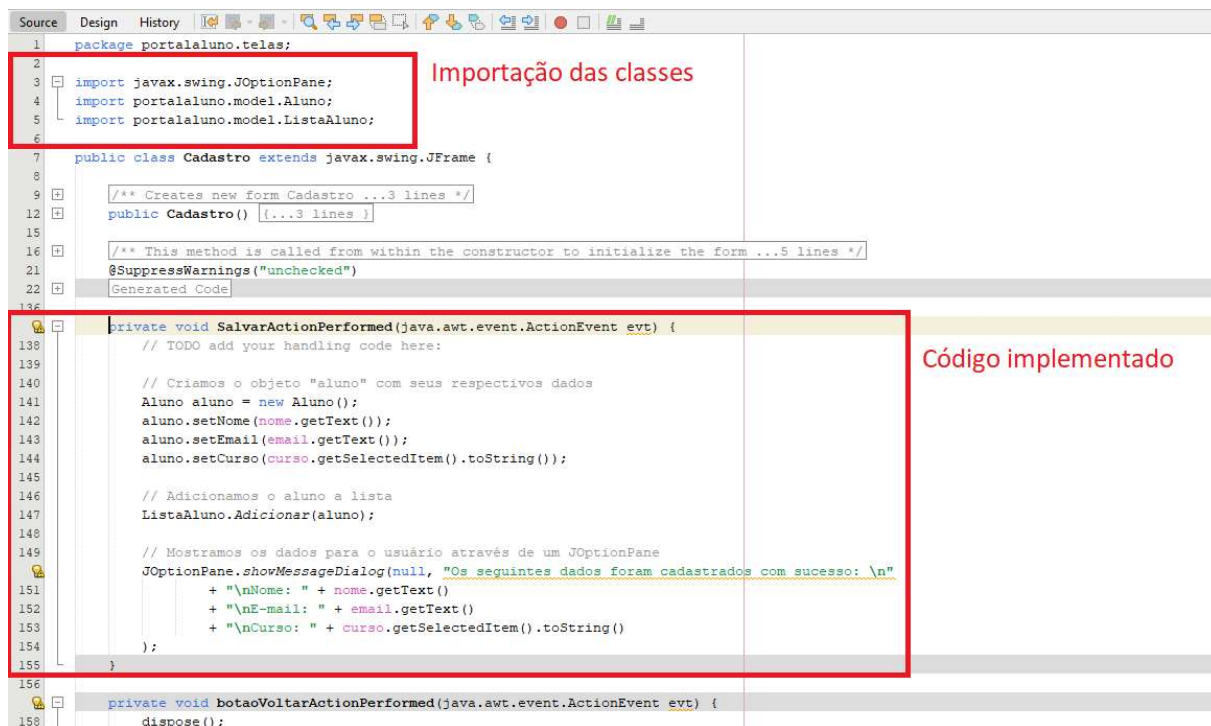 Source Design History
1 package portalaluno.telas;
2
Importação das classes
3 import javax.swing.JOptionPane;
4 import portalaluno.model.Aluno;
5 import portalaluno.model.ListaAluno;
6
7 public class Cadastro extends javax.swing.JFrame {
8
9 /** Creates new form Cadastro ...3 lines */
12 public Cadastro() {...3 lines }
15
16 /** This method is called from within the constructor to initialize the form ...5 lines */
21 @SuppressWarnings("unchecked")
22 Generated Code
136
private void SalvarActionPerformed(java.awt.event.ActionEvent evt) {
138 // TODO add your handling code here:
Código implementado
139
140 // Criamos o objeto "aluno" com seus respectivos dados
141 Aluno aluno = new Aluno();
142 aluno.setNome(nome.getText());
143 aluno.setEmail(email.getText());
144 aluno.setCurso(curso.getSelectedItem().toString());
145
146 // Adicionamos o aluno a lista
147 ListaAluno.Adicionar(aluno);
148
149 // Mostramos os dados para o usuário através de um JOptionPane
JOptionPane.showMessageDialog(null, "Os seguintes dados foram cadastrados com sucesso: \n"
151 + "\nNome: " + nome.getText()
152 + "\nE-mail: " + email.getText()
153 + "\nCurso: " + curso.getSelectedItem().toString()
154 );
155 }
156
private void botaoVoltarActionPerformed(java.awt.event.ActionEvent evt) {
158 dispose();